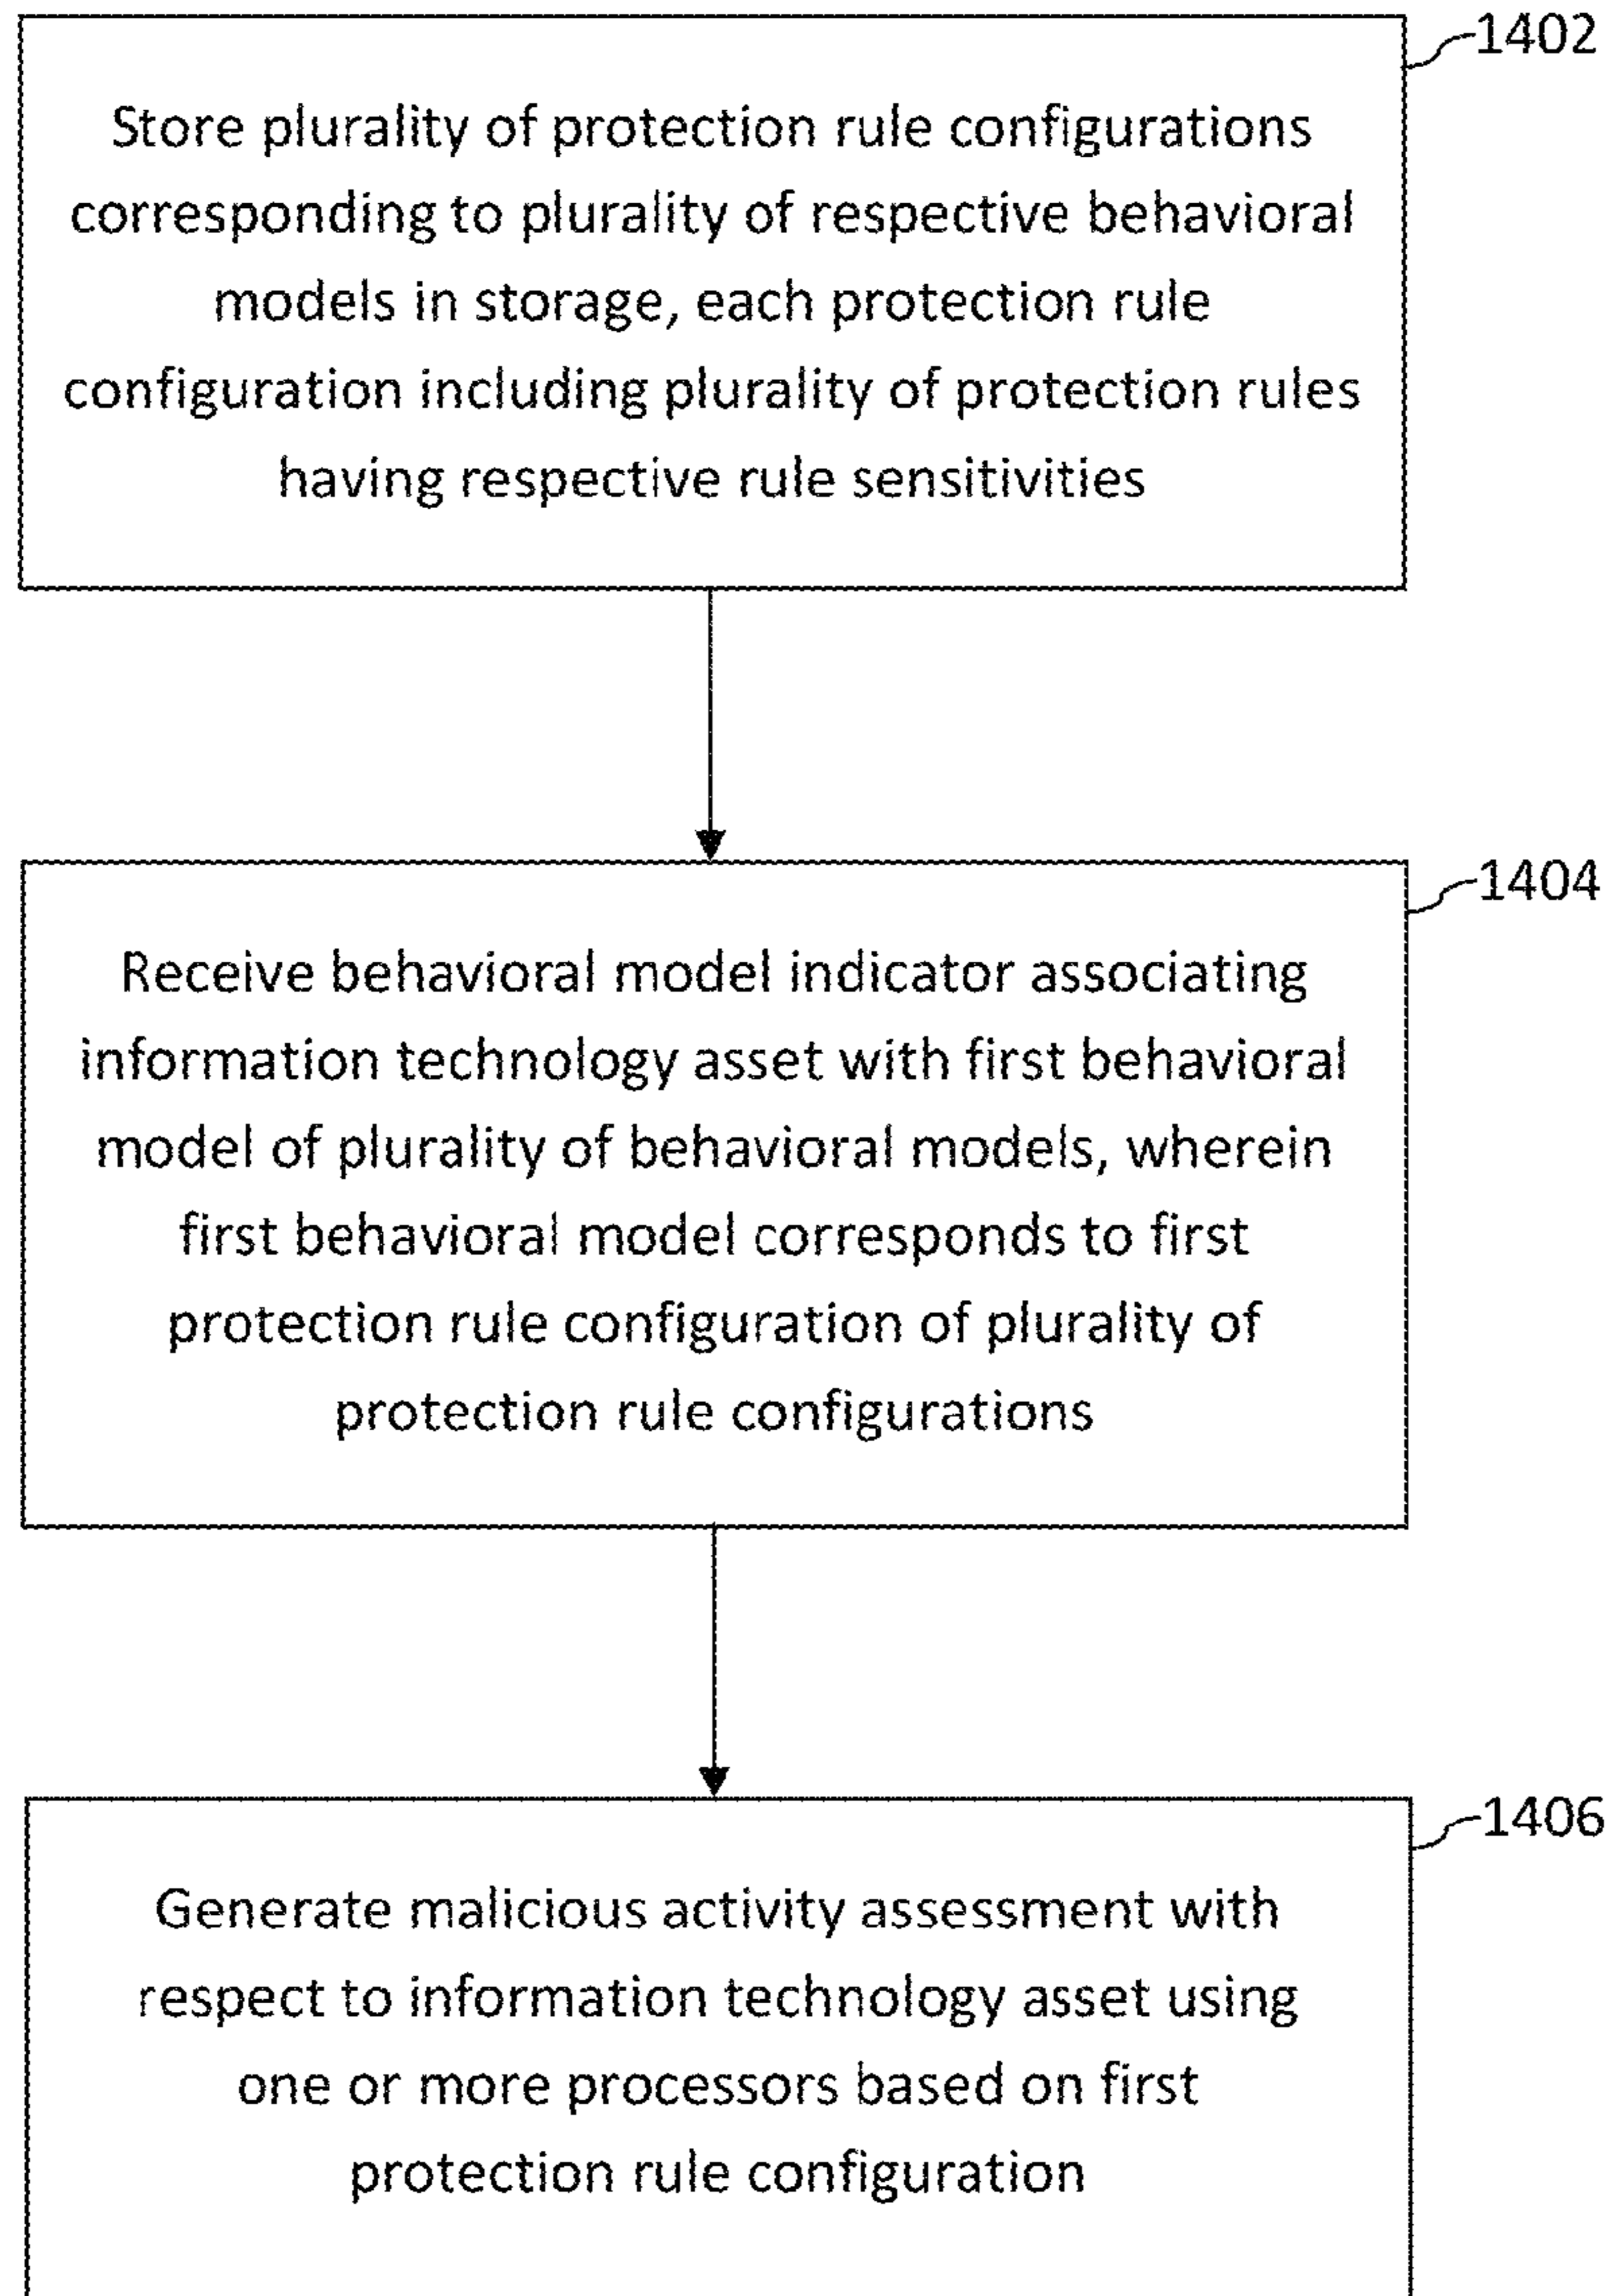 1402
Store plurality of protection rule configurations
corresponding to plurality of respective behavioral
models in storage, each protection rule
configuration including plurality of protection rules
having respective rule sensitivities
1404
Receive behavioral model indicator associating
information technology asset with first behavioral
model of plurality of behavioral models, wherein
first behavioral model corresponds to first
protection rule configuration of plurality of
protection rule configurations
1406
Generate malicious activity assessment with
respect to information technology asset using
one or more processors based on first
protection rule configuration